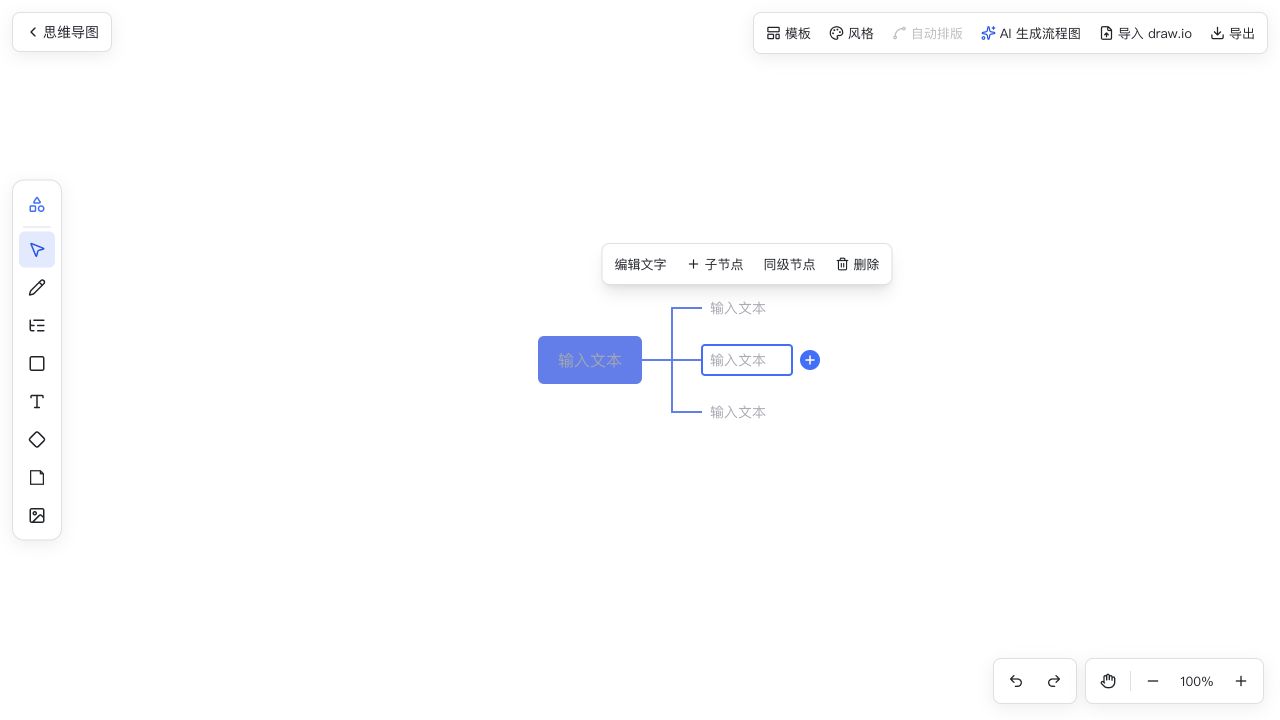 思维导图
模板 风格 自动排版 AI 生成流程图 导入 draw.io 导出
编辑文字 子节点 同级节点 删除
输入文本
输入文本 输入文本
输入文本
100%